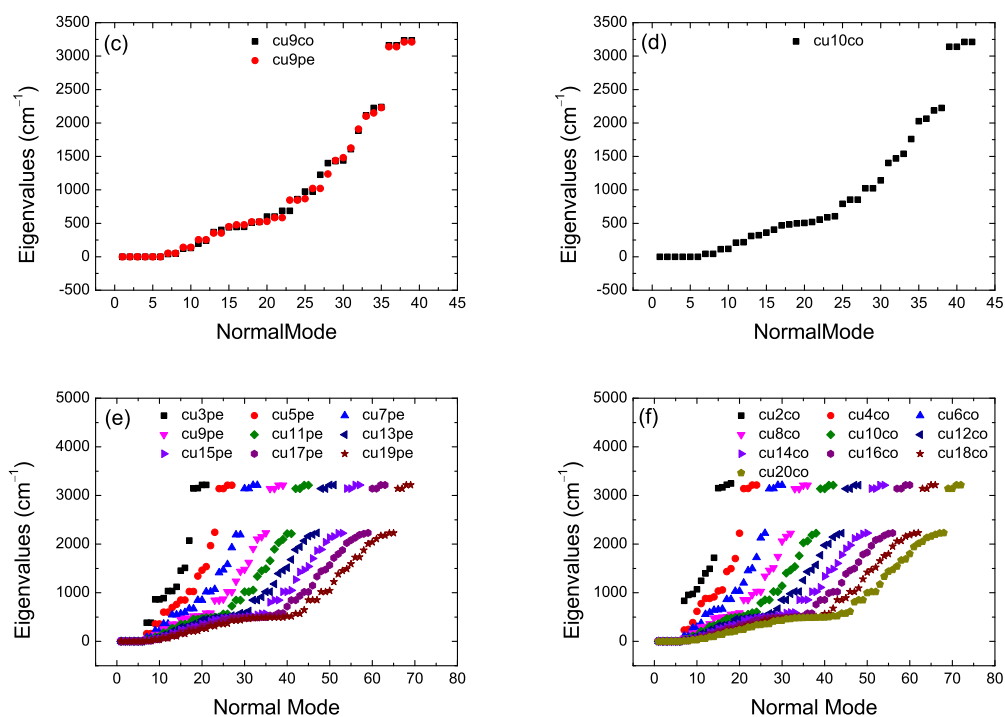 (c)
cu9co
cu9pe
3500
3000
2500
2000
1500
1000
500
0
-500
Eigenvalues (cm⁻¹)
0 5 10 15 20 25 30 35 40 45
NormalMode
(d)
cu10co
3500
3000
2500
2000
1500
1000
500
0
-500
Eigenvalues (cm⁻¹)
0 5 10 15 20 25 30 35 40 45
NormalMode
(e)
cu3pe cu5pe cu7pe
cu9pe cu11pe cu13pe
cu15pe cu17pe cu19pe
5000
4000
3000
2000
1000
0
Eigenvalues (cm⁻¹)
0 10 20 30 40 50 60 70 80
Normal Mode
(f)
cu2co cu4co cu6co
cu8co cu10co cu12co
cu14co cu16co cu18co
cu20co
5000
4000
3000
2000
1000
0
Eigenvalues (cm⁻¹)
0 10 20 30 40 50 60 70 80
Normal Mode